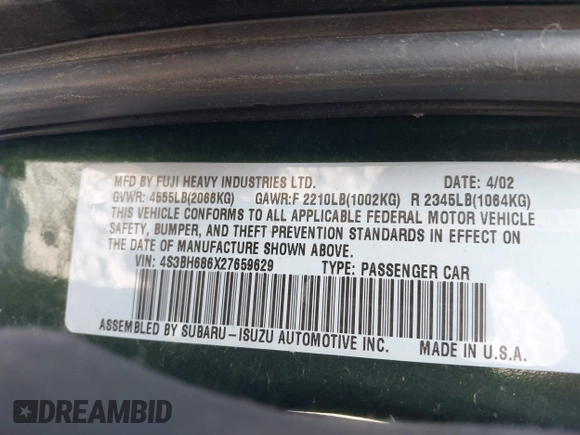 MFD BY FUJI HEAVY INDUSTRIES LTD. DATE: 4/02
GVWR: 4555LB(2066KG) GAWR:F 2210LB(1002KG) R 2345LB(1064KG)
THIS VEHICLE CONFORMS TO ALL APPLICABLE FEDERAL MOTOR VEHICLE
SAFETY, BUMPER, AND THEFT PREVENTION STANDARDS IN EFFECT ON
THE DATE OF MANUFACTURE SHOWN ABOVE.
VIN: 4S3BH686X27659629 TYPE: PASSENGER CAR
ASSEMBLED BY SUBARU-ISUZU AUTOMOTIVE INC. MADE IN U.S.A.
DREAMBID